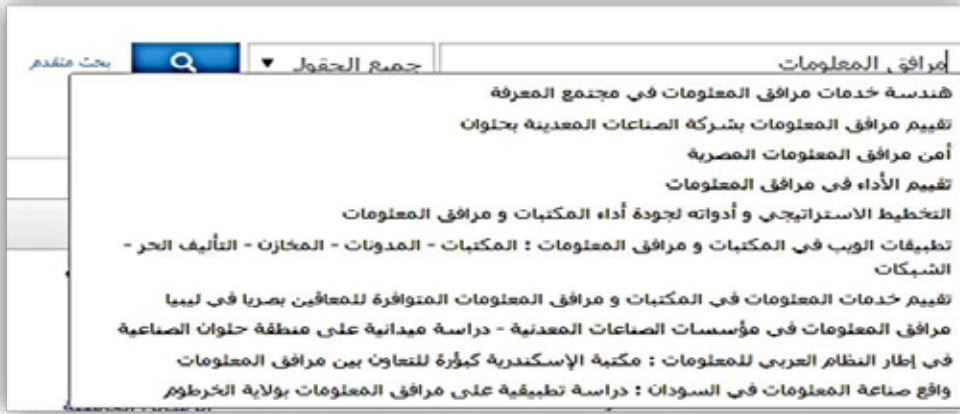 مرافق المعلومات
جميع الحقول
بحث متقدم
هندسة خدمات مرافق المعلومات في مجتمع المعرفة
تقييم مرافق المعلومات بشركة الصناعات المعدينة بحلوان
أمن مرافق المعلومات المصرية
تقييم الأداء في مرافق المعلومات
التخطيط الاستراتيجي و أدواته لجودة أداء المكتبات و مرافق المعلومات
تطبيقات الويب في المكتبات و مرافق المعلومات : المكتبات - المدونات - المخازن - التأليف الحر -
الشبكات
تقييم خدمات المعلومات في المكتبات و مرافق المعلومات المتوافرة للمعاقين بصريا في ليبيا
مرافق المعلومات في مؤسسات الصناعات المعدنية - دراسة ميدانية على منطقة حلوان الصناعية
في إطار النظام العربي للمعلومات : مكتبة الإسكندرية كبؤرة للتعاون بين مرافق المعلومات
واقع صناعة المعلومات في السودان : دراسة تطبيقية على مرافق المعلومات بولاية الخرطوم